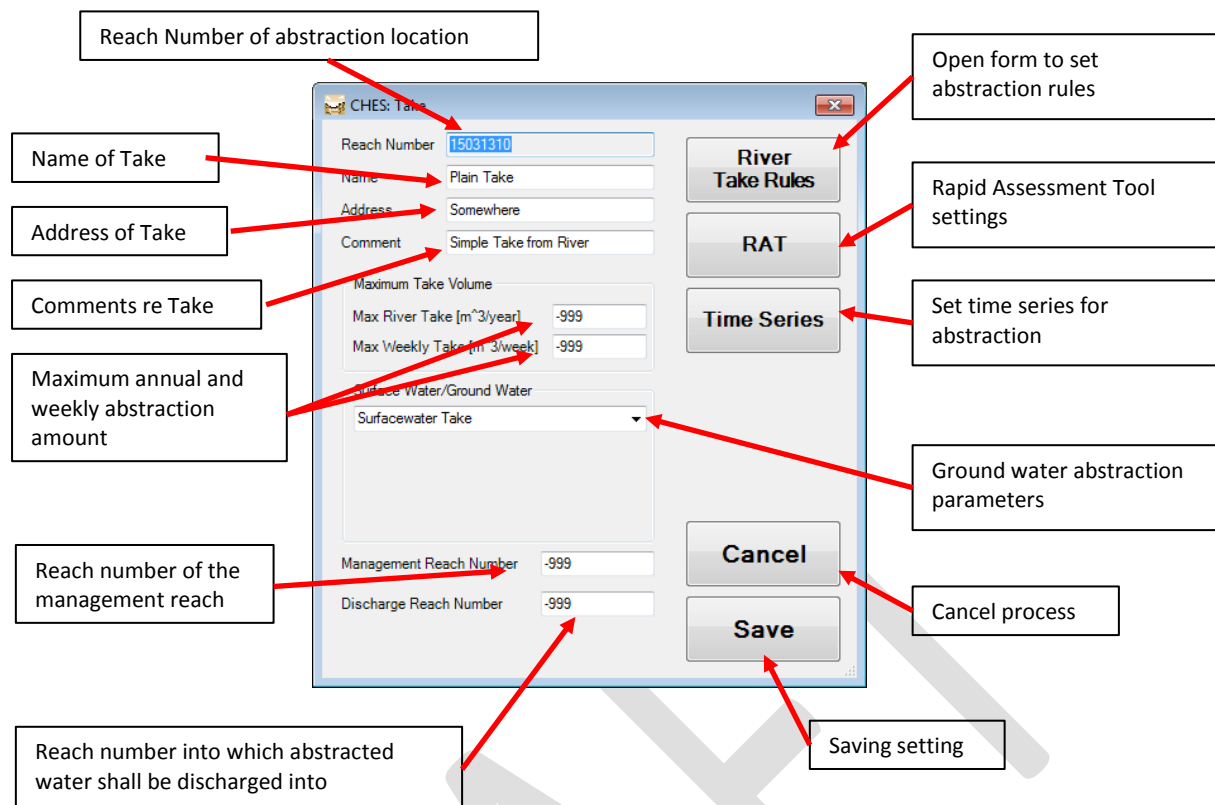 Reach Number of abstraction location
Open form to set
abstraction rules
Name of Take
Address of Take
Comments re Take
Maximum annual and
weekly abstraction
amount
Reach number of the
management reach
Reach number into which abstracted
water shall be discharged into
CHES: Take
Reach Number 15031310
Name Plain Take
Address Somewhere
Comment Simple Take from River
Maximum Take Volume
Max River Take [m^3/year] -999
Max Weekly Take [m^3/week] -999
Surface Water/Ground Water
Surfacewater Take
Management Reach Number -999
Discharge Reach Number -999
River
Take Rules
RAT
Time Series
Cancel
Save
Rapid Assessment Tool
settings
Set time series for
abstraction
Ground water abstraction
parameters
Cancel process
Saving setting